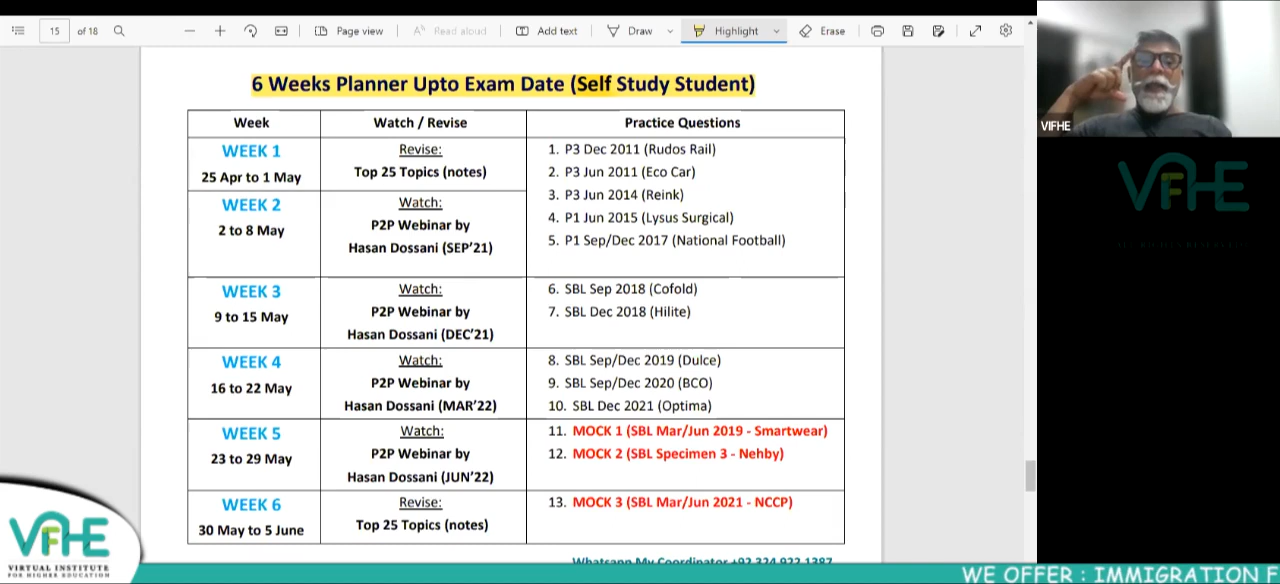 15 of 18 Page view Read aloud Add text Draw Highlight Erase
6 Weeks Planner Upto Exam Date (Self Study Student)
Week Watch / Revise Practice Questions
WEEK 1
25 Apr to 1 May
Revise:
Top 25 Topics (notes)
1. P3 Dec 2011 (Rudos Rail)
2. P3 Jun 2011 (Eco Car)
3. P3 Jun 2014 (Reink)
4. P1 Jun 2015 (Lysus Surgical)
5. P1 Sep/Dec 2017 (National Football)
WEEK 2
2 to 8 May
Watch:
P2P Webinar by
Hasan Dossani (SEP'21)
WEEK 3
9 to 15 May
Watch:
P2P Webinar by
Hasan Dossani (DEC'21)
6. SBL Sep 2018 (Cofold)
7. SBL Dec 2018 (Hilite)
WEEK 4
16 to 22 May
Watch:
P2P Webinar by
Hasan Dossani (MAR'22)
8. SBL Sep/Dec 2019 (Dulce)
9. SBL Sep/Dec 2020 (BCO)
10. SBL Dec 2021 (Optima)
WEEK 5
23 to 29 May
Watch:
P2P Webinar by
Hasan Dossani (JUN'22)
11. MOCK 1 (SBL Mar/Jun 2019 - Smartwear)
12. MOCK 2 (SBL Specimen 3 - Nehby)
WEEK 6
30 May to 5 June
Revise:
Top 25 Topics (notes)
13. MOCK 3 (SBL Mar/Jun 2021 - NCCP)
Whatsapp My Coordinator +92 324 922 1387
VIFHE
VFHE
VFHE
VIRTUAL INSTITUTE
FOR HIGHER EDUCATION
WE OFFER : IMMIGRATION F